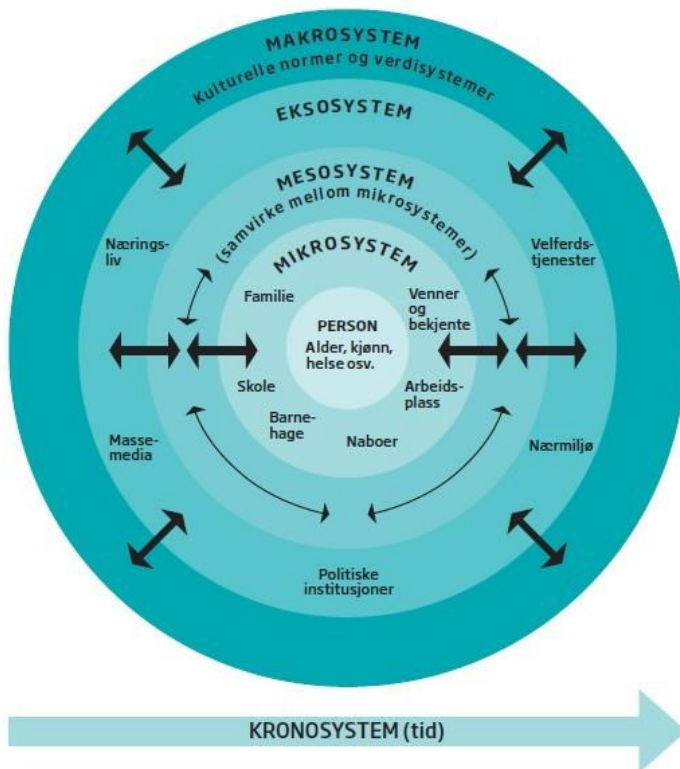 MAKROSYSTEM
Kulturelle normer og verdisystemer
EKSOSYSTEM
MESOSYSTEM
(samvirke mellom mikrosystemer)
Nærings-
liv
Velferds-
tjenester
MIKROSYSTEM
Familie
Venner
og
bekjente
PERSON
Alder, kjønn,
helse osv.
Skole
Arbeids-
plass
Barne-
hage
Naboer
Masse-
media
Nærmiljø
Politiske
institusjoner
KRONOSYSTEM (tid)